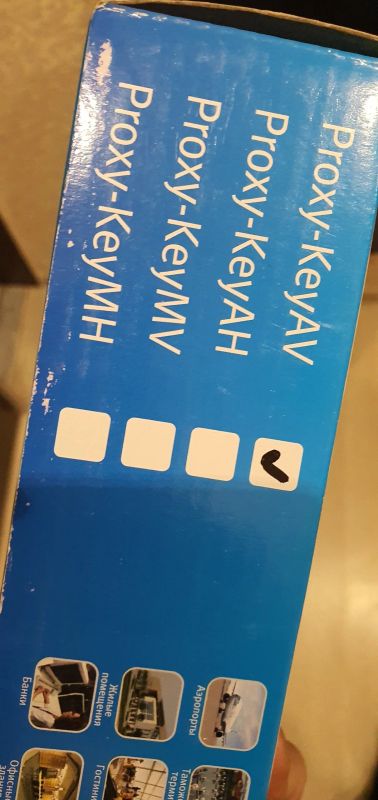 Proxy-KeyAV
Proxy-KeyAH
Proxy-KeyMV
Proxy-KeyMH
Аэропорты
Жилые
помещения
Банки